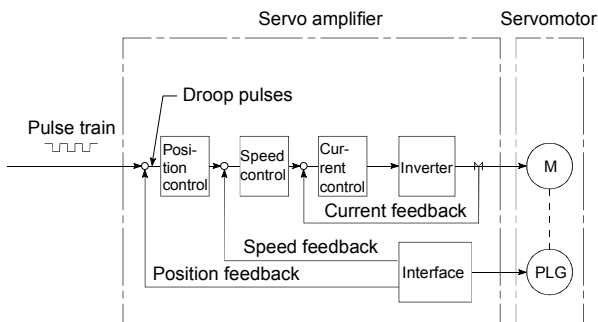 Servo amplifier
Servomotor
Droop pulses
Pulse train
Posi-
tion
control
Speed
control
Cur-
rent
control
Inverter
M
Current feedback
Speed feedback
Position feedback
Interface
PLG